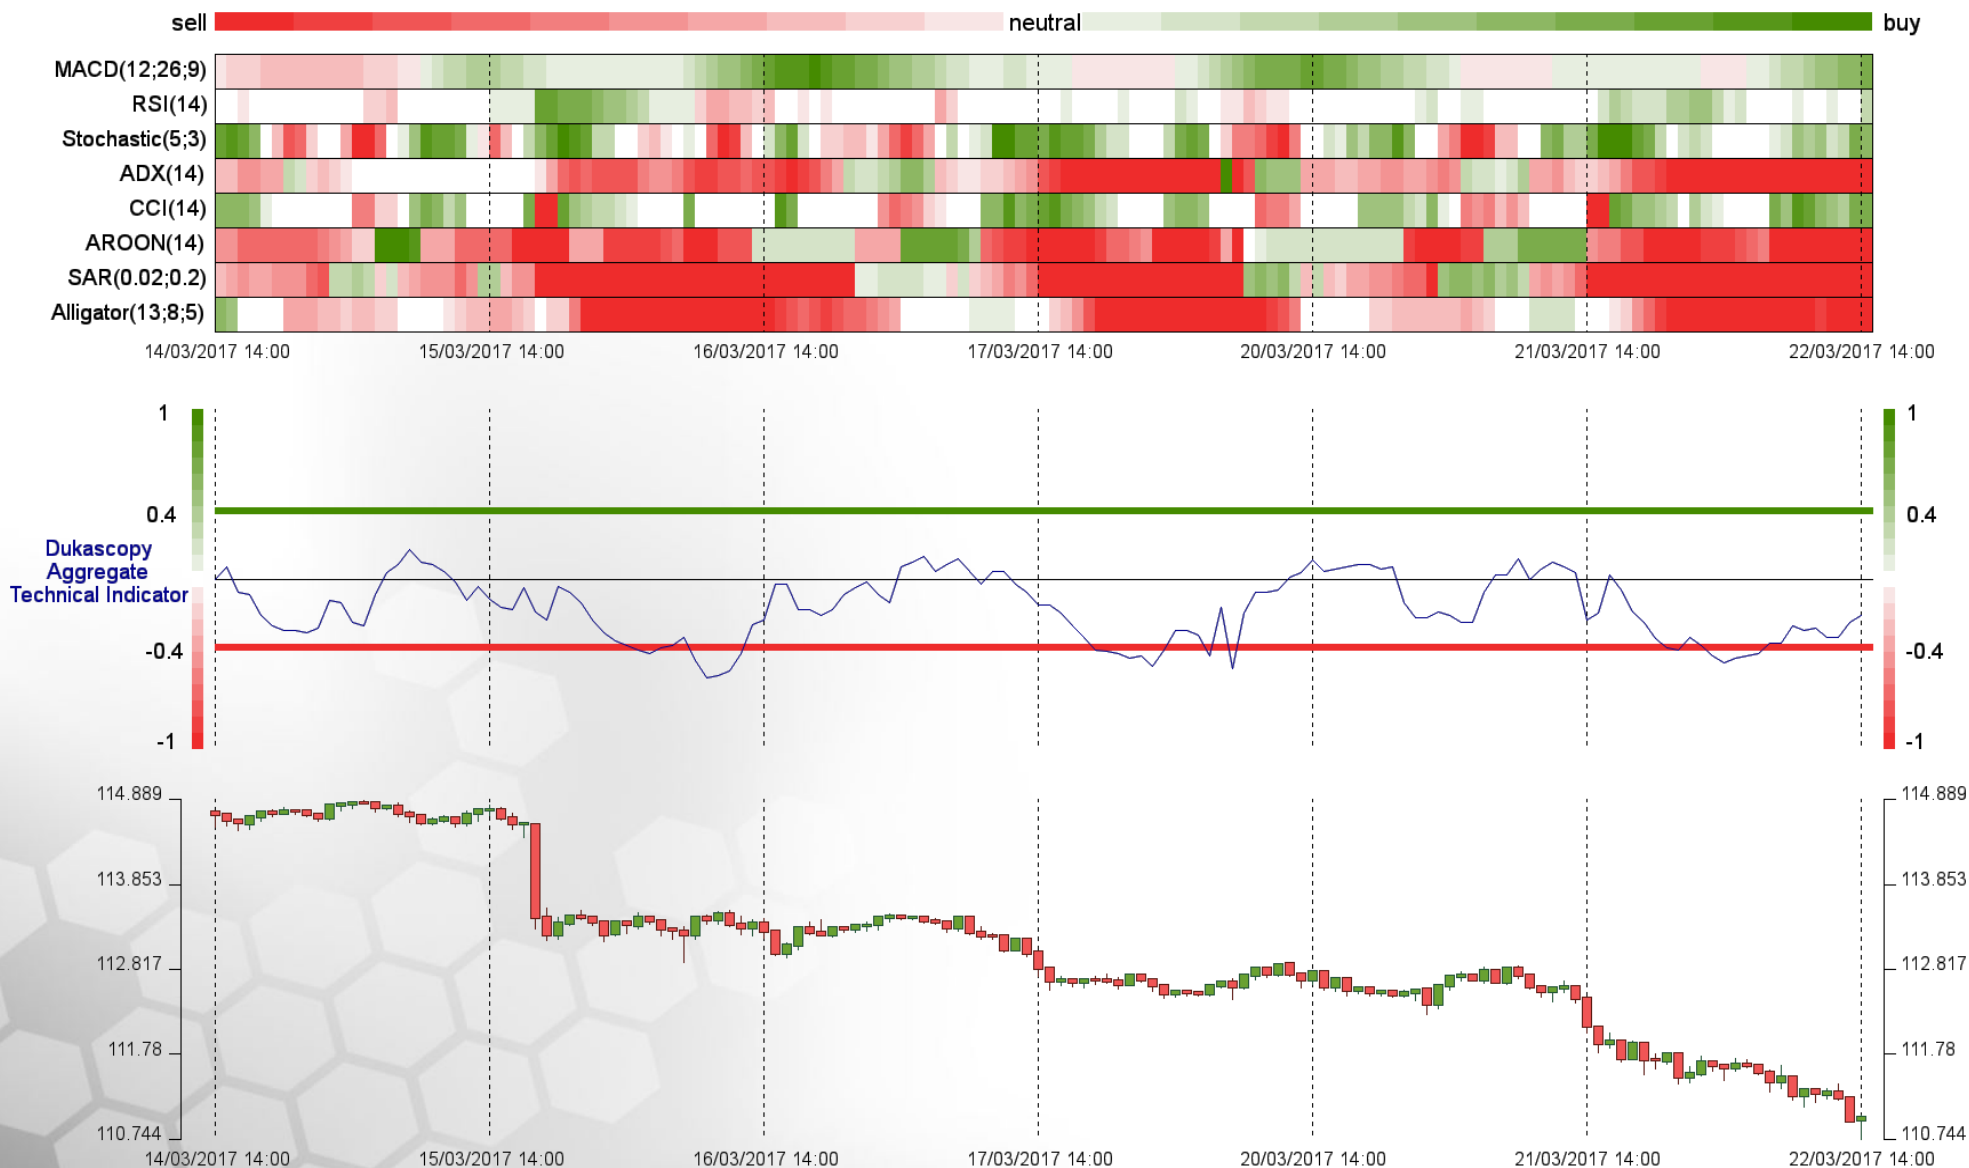 sell neutral buy
MACD(12;26;9)
RSI(14)
Stochastic(5;3)
ADX(14)
CCI(14)
AROON(14)
SAR(0.02;0.2)
Alligator(13;8;5)
14/03/2017 14:00 15/03/2017 14:00 16/03/2017 14:00 17/03/2017 14:00 20/03/2017 14:00 21/03/2017 14:00 22/03/2017 14:00
1 1
0.4 0.4
Dukascopy
Aggregate
Technical Indicator
-0.4 -0.4
-1 -1
114.889 114.889
113.853 113.853
112.817 112.817
111.78 111.78
110.744 110.744
14/03/2017 14:00 15/03/2017 14:00 16/03/2017 14:00 17/03/2017 14:00 20/03/2017 14:00 21/03/2017 14:00 22/03/2017 14:00